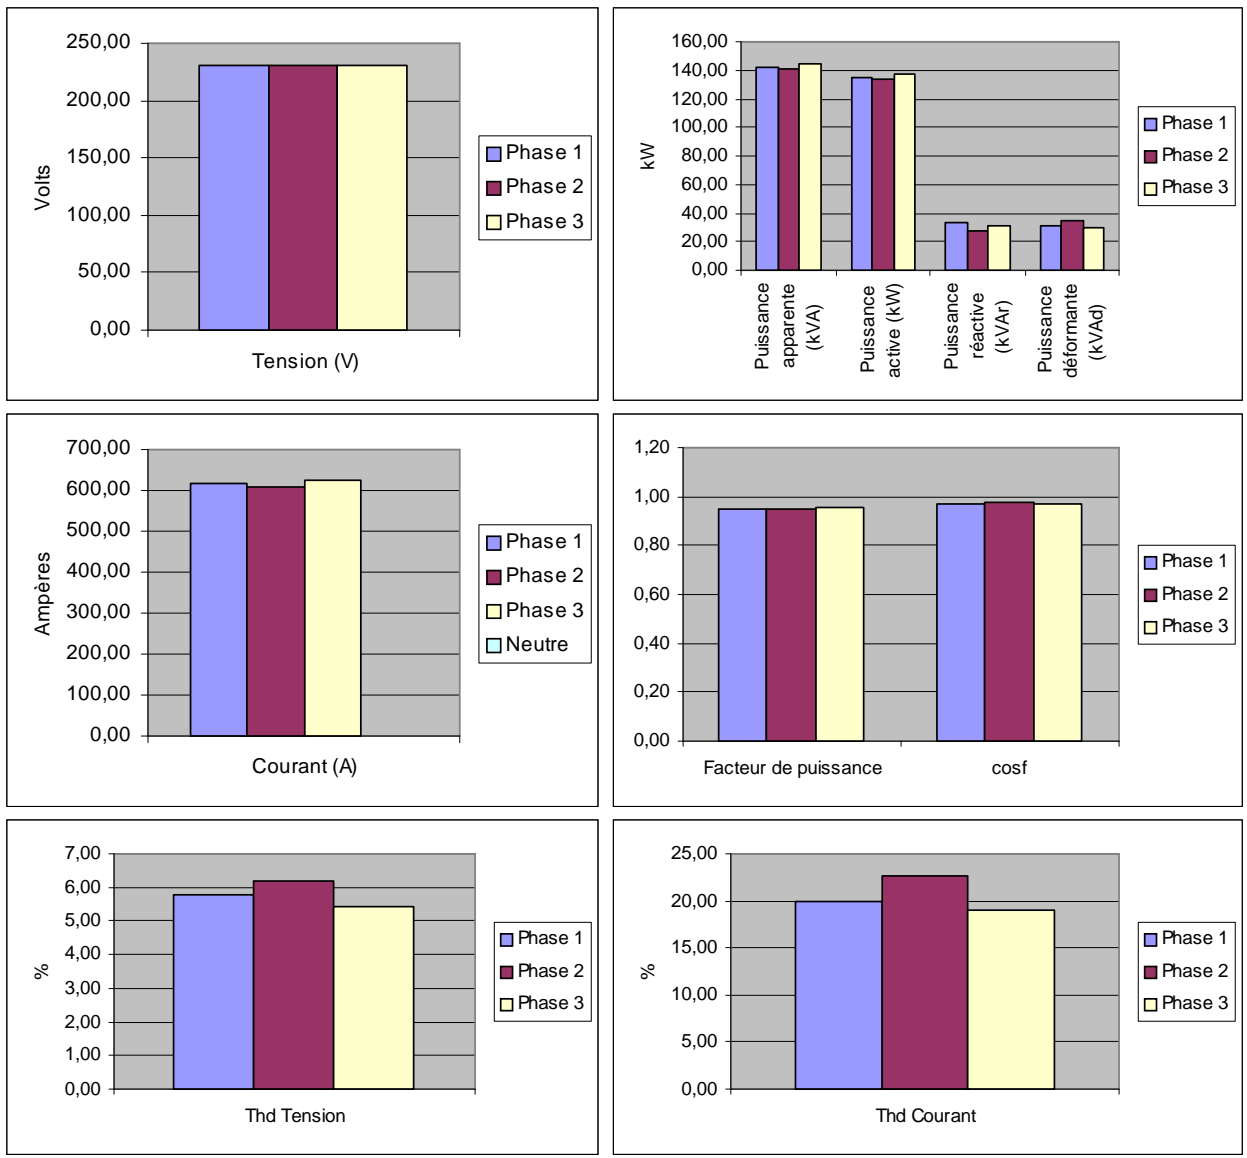 250,00
200,00
150,00
100,00
50,00
0,00
Volts
Tension (V)
Phase 1
Phase 2
Phase 3
160,00
140,00
120,00
100,00
80,00
60,00
40,00
20,00
0,00
kW
Puissance
apparente
(kVA)
Puissance
active (kW)
Puissance
réactive
(kVAr)
Puissance
déformante
(kVAd)
Phase 1
Phase 2
Phase 3
700,00
600,00
500,00
400,00
300,00
200,00
100,00
0,00
Ampères
Courant (A)
Phase 1
Phase 2
Phase 3
Neutre
1,20
1,00
0,80
0,60
0,40
0,20
0,00
Facteur de puissance
cosf
Phase 1
Phase 2
Phase 3
7,00
6,00
5,00
4,00
3,00
2,00
1,00
0,00
%
Thd Tension
Phase 1
Phase 2
Phase 3
25,00
20,00
15,00
10,00
5,00
0,00
%
Thd Courant
Phase 1
Phase 2
Phase 3